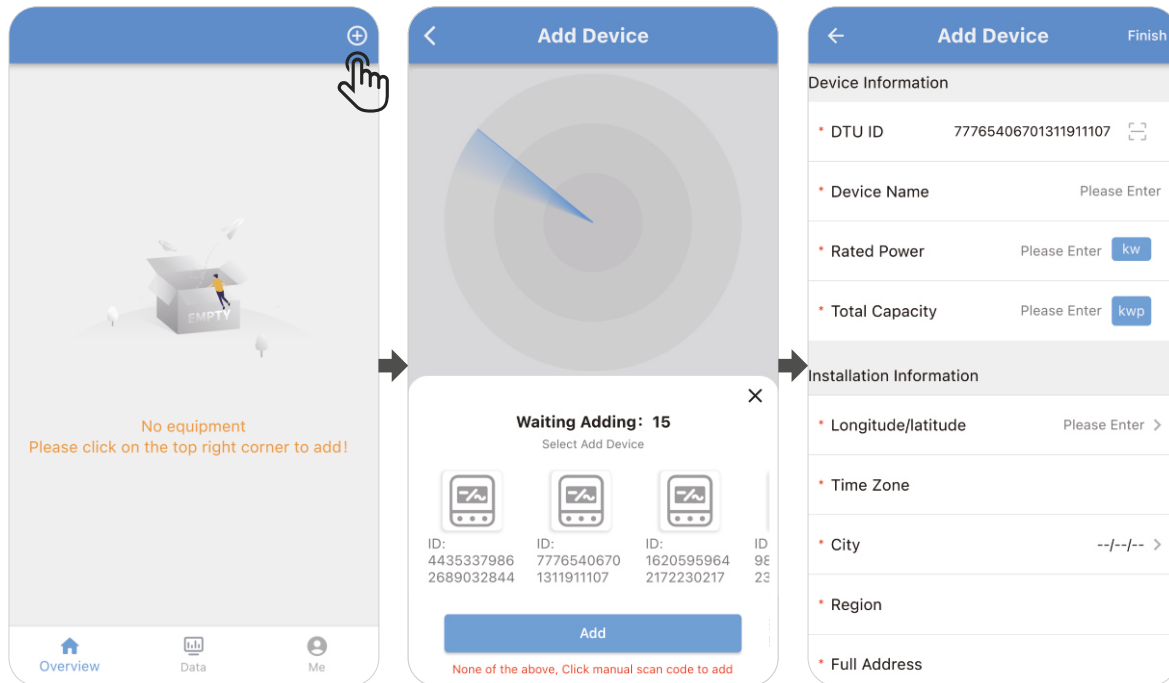 EMPTY
No equipment
Please click on the top right corner to add!
Overview
Data
Me
Add Device
Waiting Adding: 15
Select Add Device
ID:
4435337986
2689032844
ID:
7776540670
1311911107
ID:
1620595964
2172230217
ID
98
23
Add
None of the above, Click manual scan code to add
Add Device Finish
Device Information
* DTU ID 77765406701311911107
* Device Name Please Enter
* Rated Power Please Enter kw
* Total Capacity Please Enter kwp
Installation Information
* Longitude/latitude Please Enter >
* Time Zone
* City --/--/-- >
* Region
* Full Address